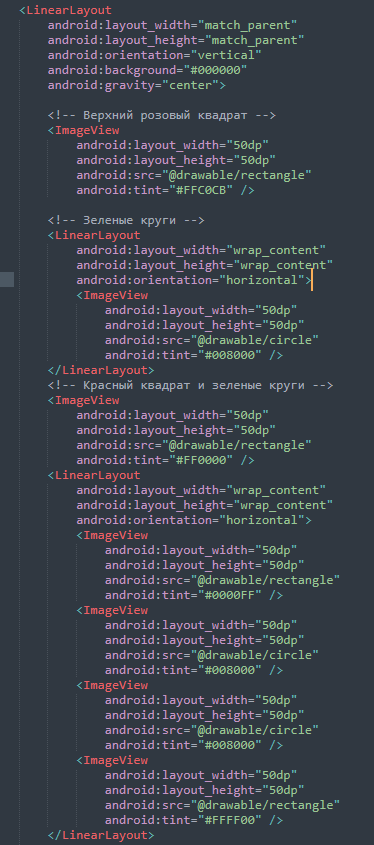 <LinearLayout
android:layout_width="match_parent"
android:layout_height="match_parent"
android:orientation="vertical"
android:background="#000000"
android:gravity="center">
<!-- Верхний розовый квадрат -->
<ImageView
android:layout_width="50dp"
android:layout_height="50dp"
android:src="@drawable/rectangle"
android:tint="#FFC0CB" />
<!-- Зеленые круги -->
<LinearLayout
android:layout_width="wrap_content"
android:layout_height="wrap_content"
android:orientation="horizontal">
<ImageView
android:layout_width="50dp"
android:layout_height="50dp"
android:src="@drawable/circle"
android:tint="#008000" />
</LinearLayout>
<!-- Красный квадрат и зеленые круги -->
<ImageView
android:layout_width="50dp"
android:layout_height="50dp"
android:src="@drawable/rectangle"
android:tint="#FF0000" />
<LinearLayout
android:layout_width="wrap_content"
android:layout_height="wrap_content"
android:orientation="horizontal">
<ImageView
android:layout_width="50dp"
android:layout_height="50dp"
android:src="@drawable/rectangle"
android:tint="#0000FF" />
<ImageView
android:layout_width="50dp"
android:layout_height="50dp"
android:src="@drawable/circle"
android:tint="#008000" />
<ImageView
android:layout_width="50dp"
android:layout_height="50dp"
android:src="@drawable/circle"
android:tint="#008000" />
<ImageView
android:layout_width="50dp"
android:layout_height="50dp"
android:src="@drawable/rectangle"
android:tint="#FFFF00" />
</LinearLayout>